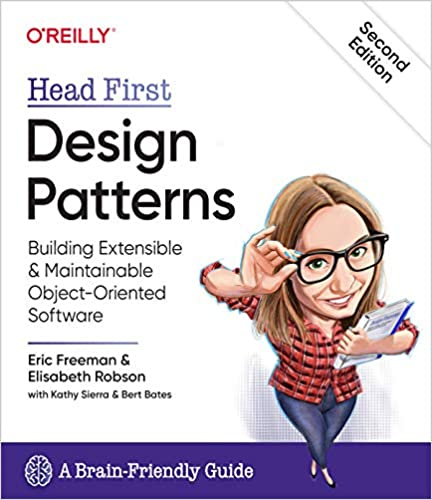 O'REILLY®
Second
Edition
Head First
Design
Patterns
Building Extensible
& Maintainable
Object-Oriented
Software
Eric Freeman &
Elisabeth Robson
with Kathy Sierra & Bert Bates
A Brain-Friendly Guide